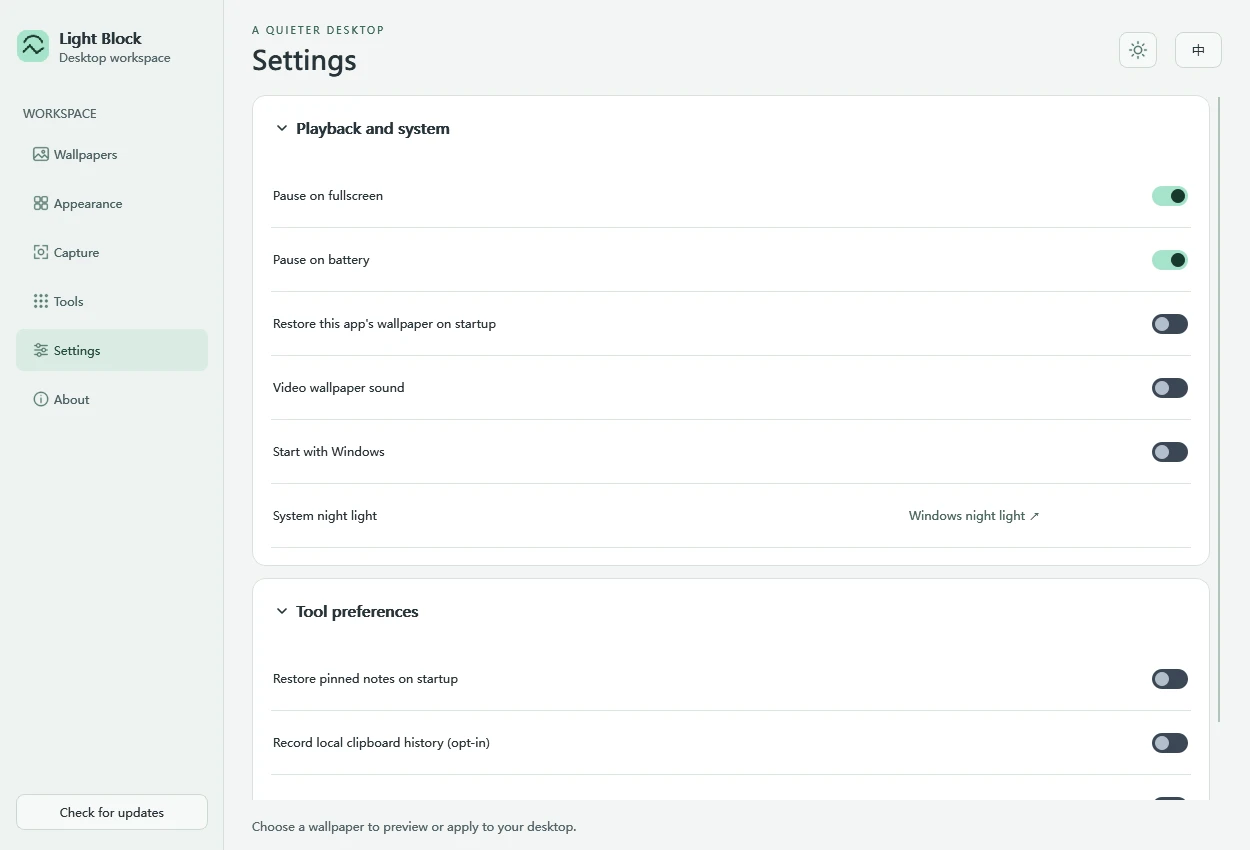 Light Block
Desktop workspace
WORKSPACE
Wallpapers
Appearance
Capture
Tools
Settings
About
Check for updates
A QUIETER DESKTOP
Settings
中
Playback and system
Pause on fullscreen
Pause on battery
Restore this app's wallpaper on startup
Video wallpaper sound
Start with Windows
System night light
Windows night light ↗
Tool preferences
Restore pinned notes on startup
Record local clipboard history (opt-in)
Choose a wallpaper to preview or apply to your desktop.